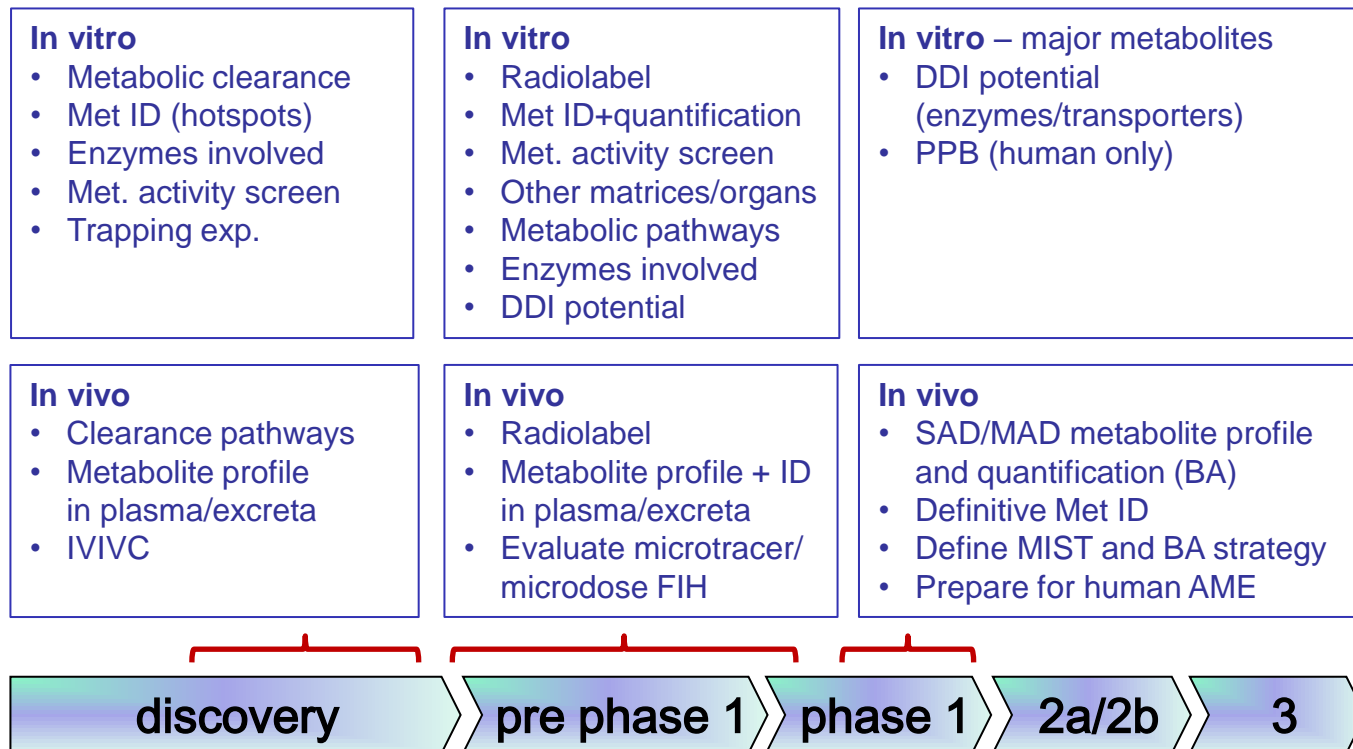 In vitro
• Metabolic clearance
• Met ID (hotspots)
• Enzymes involved
• Met. activity screen
• Trapping exp.
In vitro
• Radiolabel
• Met ID+quantification
• Met. activity screen
• Other matrices/organs
• Metabolic pathways
• Enzymes involved
• DDI potential
In vitro – major metabolites
• DDI potential
(enzymes/transporters)
• PPB (human only)
In vivo
• Clearance pathways
• Metabolite profile
in plasma/excreta
• IVIVC
In vivo
• Radiolabel
• Metabolite profile + ID
in plasma/excreta
• Evaluate microtracer/
microdose FIH
In vivo
• SAD/MAD metabolite profile
and quantification (BA)
• Definitive Met ID
• Define MIST and BA strategy
• Prepare for human AME
discovery
pre phase 1
phase 1
2a/2b
3